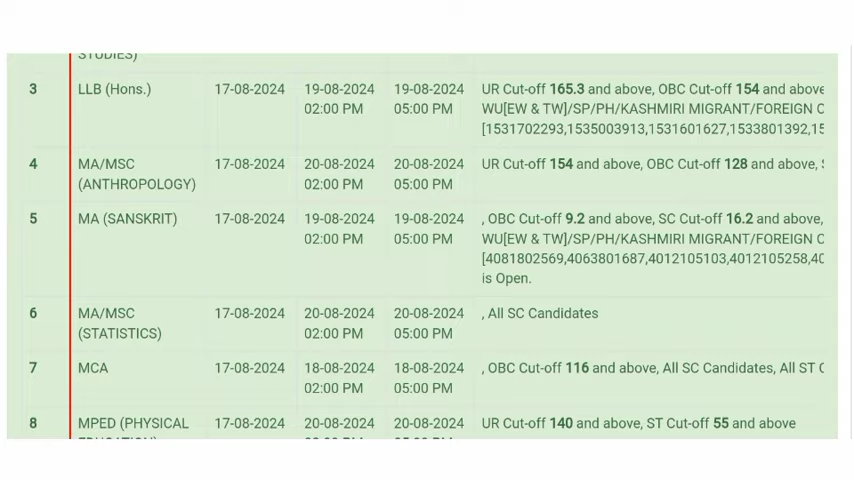 STUDIES)
3 LLB (Hons.) 17-08-2024 19-08-2024 19-08-2024 UR Cut-off 165.3 and above, OBC Cut-off 154 and above
02:00 PM 05:00 PM WU[EW & TW]/SP/PH/KASHMIRI MIGRANT/FOREIGN
[1531702293,1535003913,1531601627,1533801392,15
4 MA/MSC 17-08-2024 20-08-2024 20-08-2024 UR Cut-off 154 and above, OBC Cut-off 128 and above,
(ANTHROPOLOGY) 02:00 PM 05:00 PM
5 MA (SANSKRIT) 17-08-2024 19-08-2024 19-08-2024 , OBC Cut-off 9.2 and above, SC Cut-off 16.2 and above,
02:00 PM 05:00 PM WU[EW & TW]/SP/PH/KASHMIRI MIGRANT/FOREIGN
[4081802569,4063801687,4012105103,4012105258,40
is Open.
6 MA/MSC 17-08-2024 20-08-2024 20-08-2024 , All SC Candidates
(STATISTICS) 02:00 PM 05:00 PM
7 MCA 17-08-2024 18-08-2024 18-08-2024 , OBC Cut-off 116 and above, All SC Candidates, All ST
02:00 PM 05:00 PM
8 MPED (PHYSICAL 17-08-2024 20-08-2024 20-08-2024 UR Cut-off 140 and above, ST Cut-off 55 and above